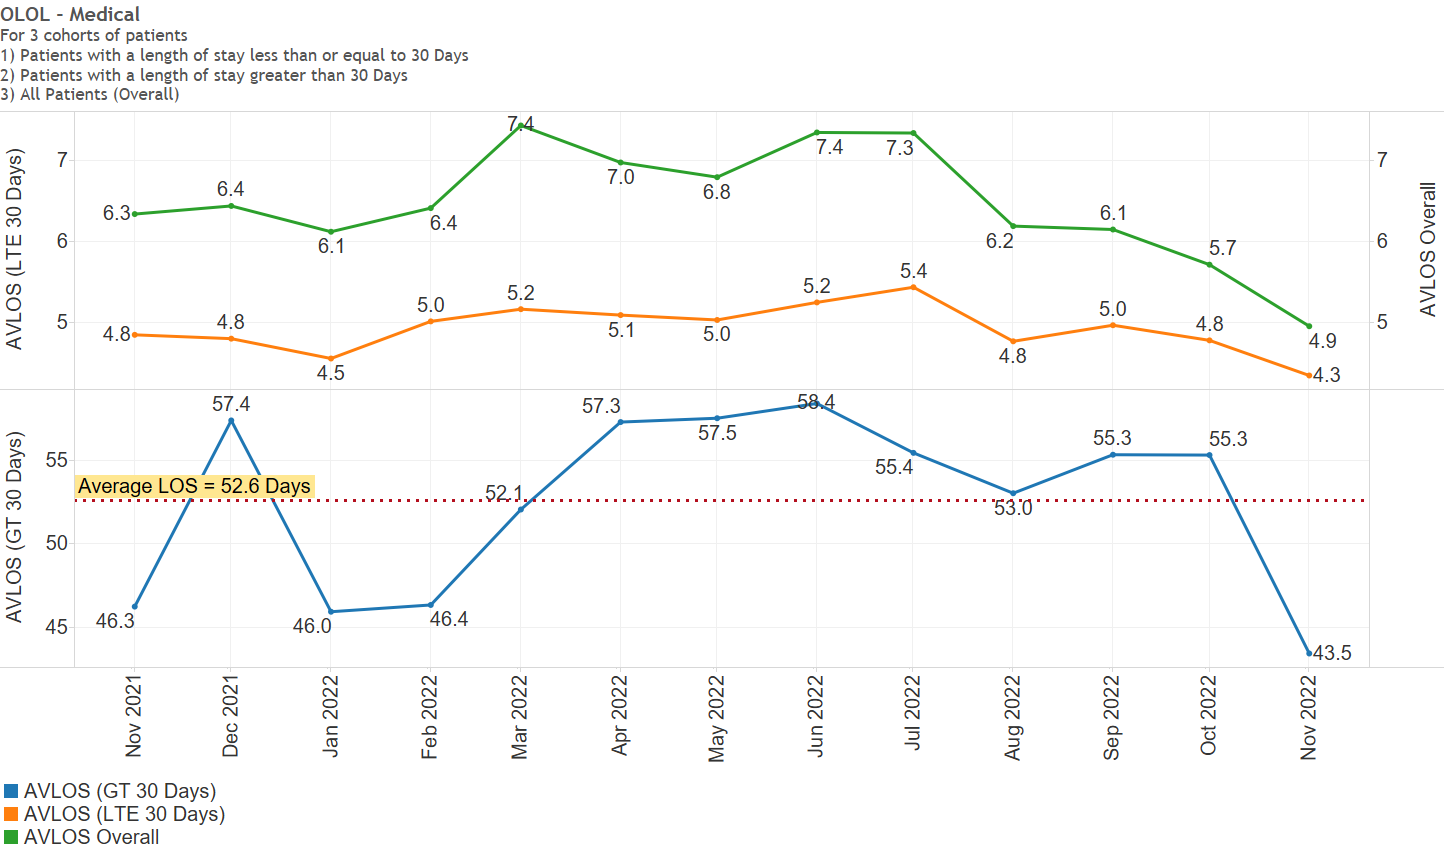 OLOL - Medical
For 3 cohorts of patients
1) Patients with a length of stay less than or equal to 30 Days
2) Patients with a length of stay greater than 30 Days
3) All Patients (Overall)
AVLOS (LTE 30 Days)
7
6
5
6.3
6.4
6.1
6.4
7.4
7.0
6.8
7.4
7.3
6.2
6.1
5.7
4.9
4.8
4.8
4.5
5.0
5.2
5.1
5.0
5.2
5.4
4.8
5.0
4.8
4.3
7
6
5
AVLOS Overall
AVLOS (GT 30 Days)
55
50
45
Average LOS = 52.6 Days
46.3
57.4
46.0
46.4
52.1
57.3
57.5
58.4
55.4
53.0
55.3
55.3
43.5
Nov 2021
Dec 2021
Jan 2022
Feb 2022
Mar 2022
Apr 2022
May 2022
Jun 2022
Jul 2022
Aug 2022
Sep 2022
Oct 2022
Nov 2022
AVLOS (GT 30 Days)
AVLOS (LTE 30 Days)
AVLOS Overall